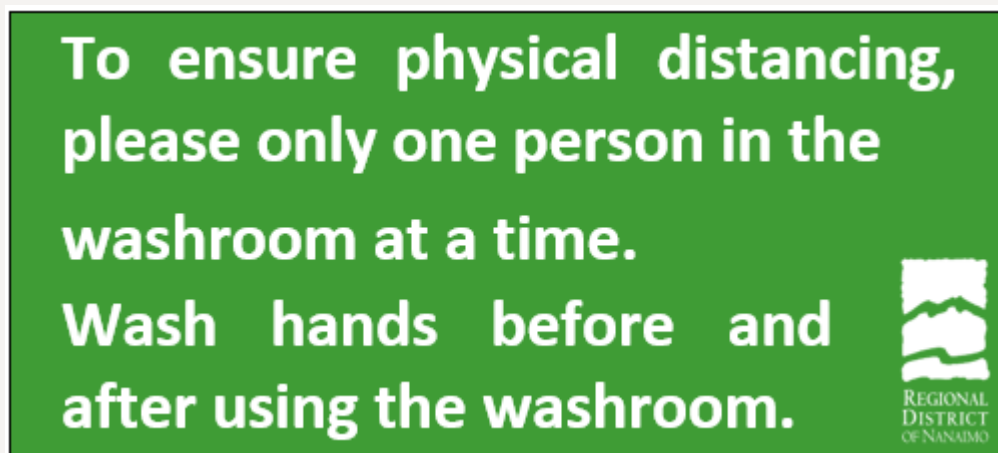 To ensure physical distancing,
please only one person in the
washroom at a time.
Wash hands before and
after using the washroom.
REGIONAL
DISTRICT
OF NANAIMO